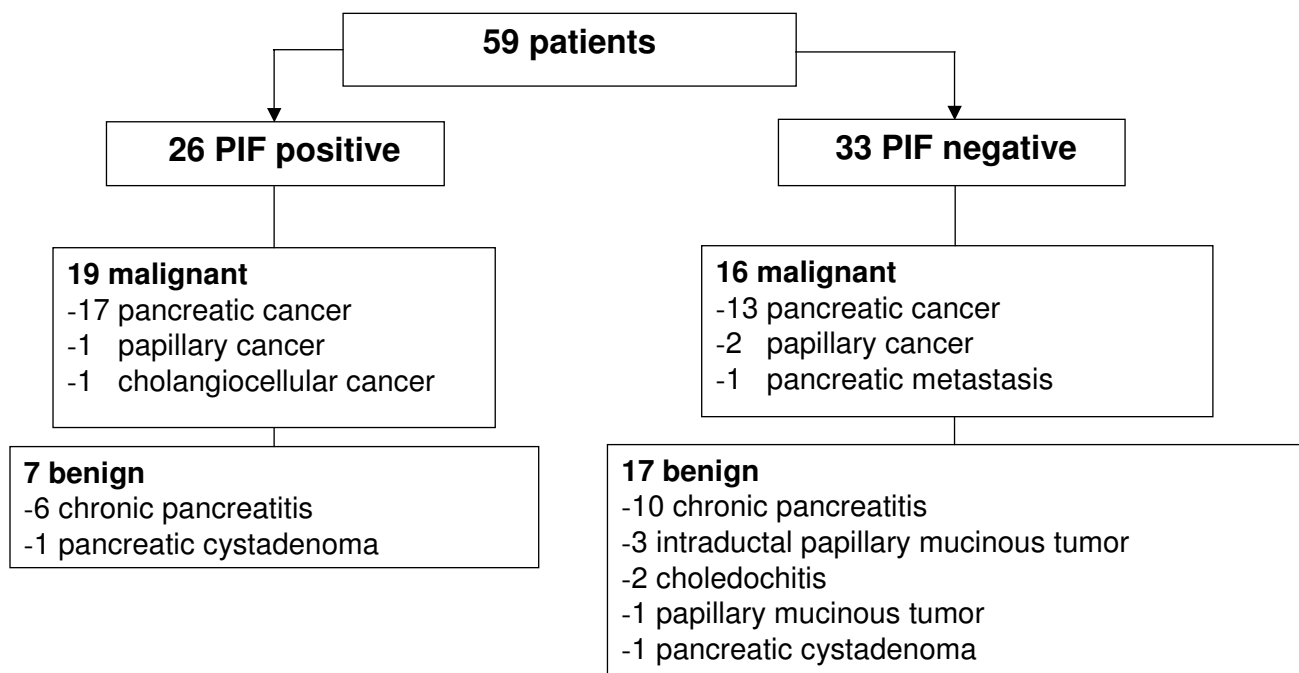 59 patients
26 PIF positive
33 PIF negative
19 malignant
-17 pancreatic cancer
-1 papillary cancer
-1 cholangiocellular cancer
16 malignant
-13 pancreatic cancer
-2 papillary cancer
-1 pancreatic metastasis
7 benign
-6 chronic pancreatitis
-1 pancreatic cystadenoma
17 benign
-10 chronic pancreatitis
-3 intraductal papillary mucinous tumor
-2 choledochitis
-1 papillary mucinous tumor
-1 pancreatic cystadenoma